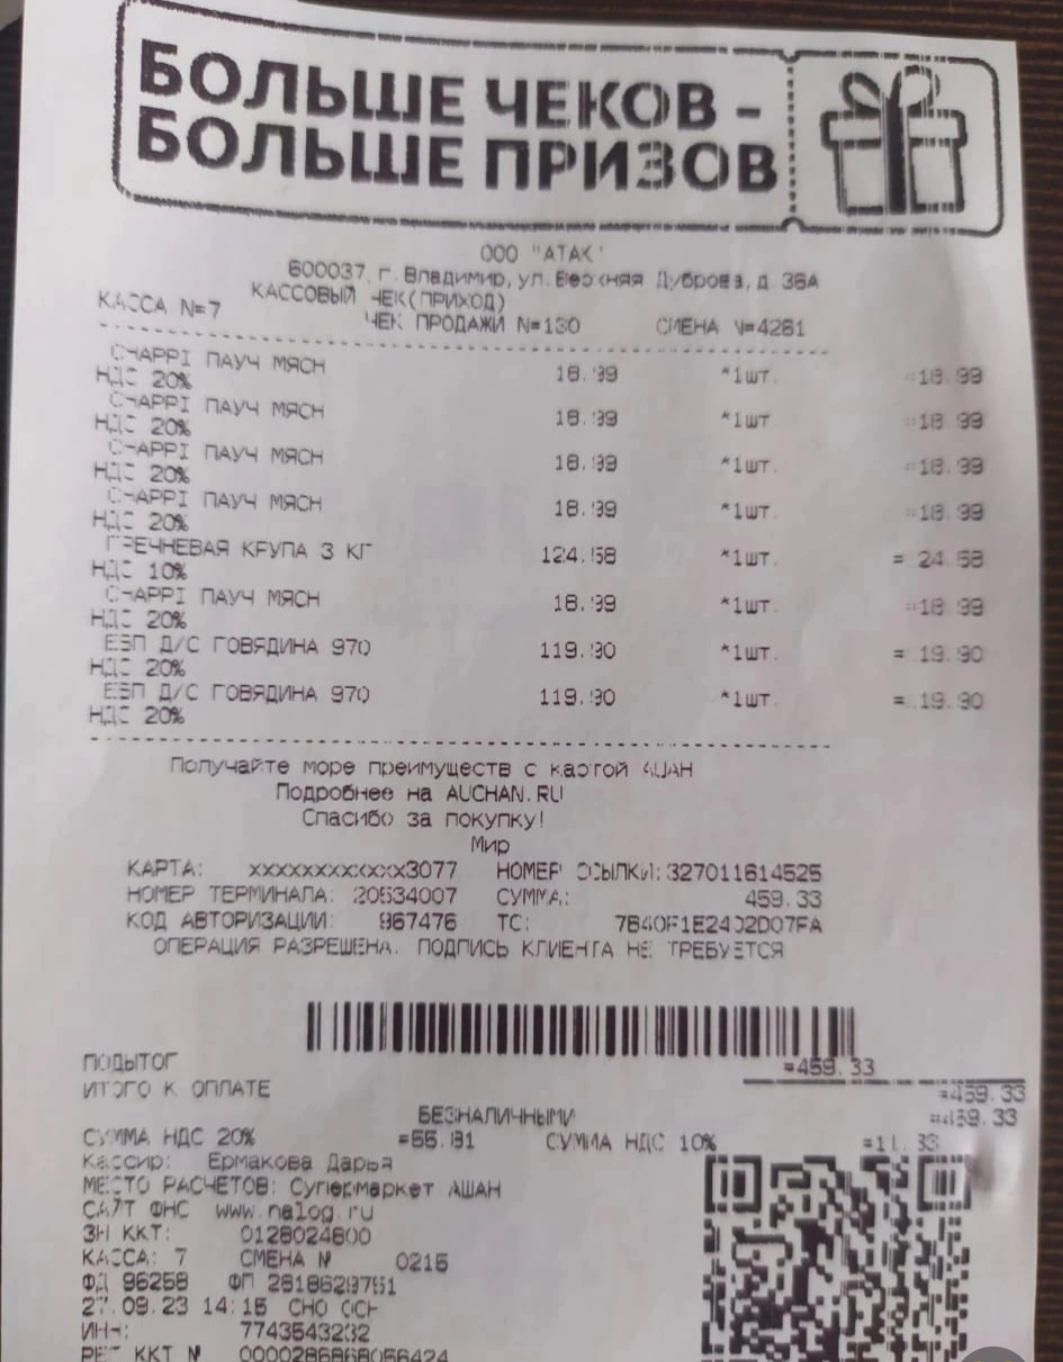 БОЛЬШЕ ЧЕКОВ -
БОЛЬШЕ ПРИЗОВ
ООО "АТАК"
600037, г. Владимир, ул. Верхняя Дуброва, д. 36А
КАССОВЫЙ ЧЕК(ПРИХОД)
КАССА N=7 ЧЕК ПРОДАЖИ N=130 СМЕНА N=4261
CHAPPI ПАУЧ МЯСН
НДС 20% 18.99 *1шт. =18.99
CHAPPI ПАУЧ МЯСН
НДС 20% 18.99 *1шт. =18.99
CHAPPI ПАУЧ МЯСН
НДС 20% 18.99 *1шт. =18.99
CHAPPI ПАУЧ МЯСН
НДС 20% 18.99 *1шт. =18.99
ГРЕЧНЕВАЯ КРУПА 3 КГ 124.58 *1шт. = 24.58
НДС 10%
CHAPPI ПАУЧ МЯСН 18.99 *1шт. =18.99
НДС 20%
ЕЗП Д/С ГОВЯДИНА 970 119.90 *1шт. = 19.90
НДС 20%
ЕЗП Д/С ГОВЯДИНА 970 119.90 *1шт. = 19.90
НДС 20%
Получайте море преимуществ с картой АШАН
Подробнее на AUCHAN.RU
Спасибо за покупку!
Мир
КАРТА: xxxxxxxxxxxx3077 НОМЕР ССЫЛКИ: 327011614525
НОМЕР ТЕРМИНАЛА: 20534007 СУММА: 459.33
КОД АВТОРИЗАЦИИ: 967476 ТС: 7B40F1E2402D07FA
ОПЕРАЦИЯ РАЗРЕШЕНА. ПОДПИСЬ КЛИЕНТА НЕ ТРЕБУЕТСЯ
ПОДЫТОГ =459.33
ИТОГО К ОПЛАТЕ =459.33
БЕЗНАЛИЧНЫМИ =459.33
СУММА НДС 20% =55.81 СУММА НДС 10% =11.33
Кассир: Ермакова Дарья
МЕСТО РАСЧЕТОВ: Супермаркет АШАН
САЙТ ФНС www.nalog.ru
ЗН ККТ: 0128024600
КАССА: 7 СМЕНА N 0215
ФД 96258 ФП 2818629751
27.09.23 14:15 СНО ОСН
ИНН: 7743543232
РЕГ ККТ N 0000286868056424